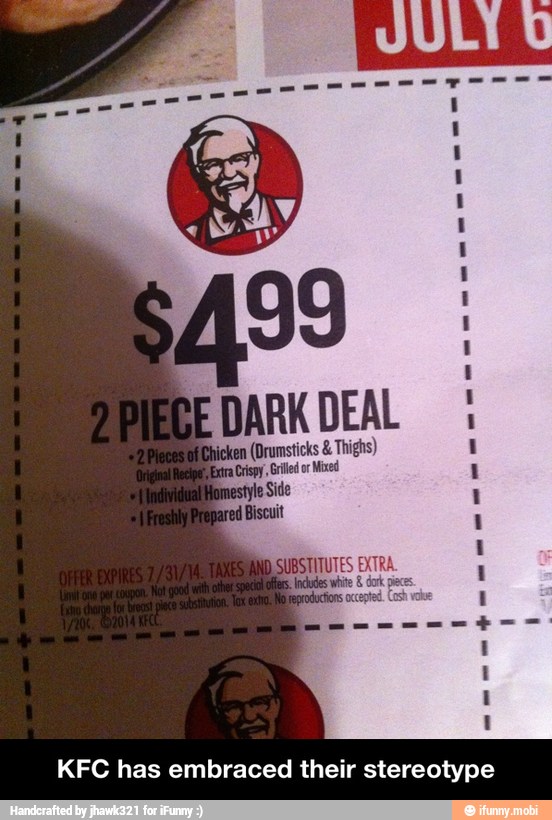 JULY 6
$4.99
2 PIECE DARK DEAL
• 2 Pieces of Chicken (Drumsticks & Thighs)
Original Recipe®, Extra Crispy™, Grilled or Mixed
• 1 Individual Homestyle Side
• 1 Freshly Prepared Biscuit
OFFER EXPIRES 7/31/14. TAXES AND SUBSTITUTES EXTRA.
Limit one per coupon. Not good with other special offers. Includes white & dark pieces.
Extra charge for breast piece substitution. Tax extra. No reproductions accepted. Cash value
1/20¢. ©2014 KFCC.
KFC has embraced their stereotype
Handcrafted by jhawk321 for iFunny :)
ifunny.mobi